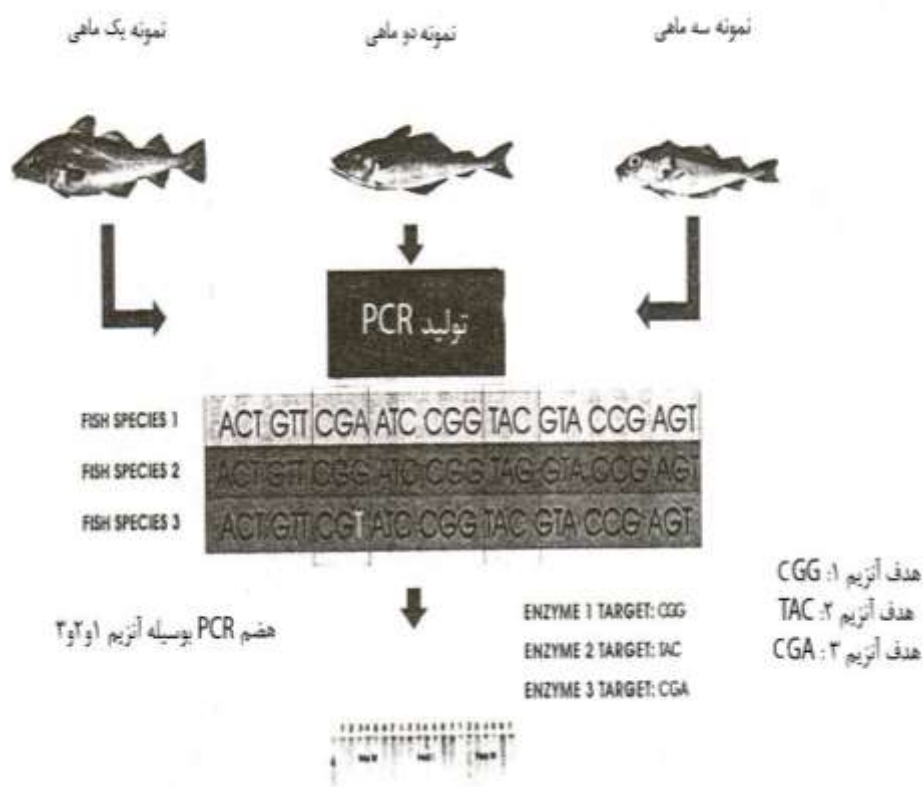 نمونه یک ماهی
نمونه دو ماهی
نمونه سه ماهی
تولید PCR
FISH SPECIES 1 ACT GTT CGA ATC CGG TAC GTA CCG AGT
FISH SPECIES 2 ACT GTT CGG ATC CGG TAG GTA CCG AGT
FISH SPECIES 3 ACT GTT CGT ATC CGG TAC GTA CCG AGT
هضم PCR بوسیله آنزیم ۱و۲و۳
ENZYME 1 TARGET: CGG
ENZYME 2 TARGET: TAC
ENZYME 3 TARGET: CGA
هدف آنزیم ۱: CGG
هدف آنزیم ۲: TAC
هدف آنزیم ۳: CGA